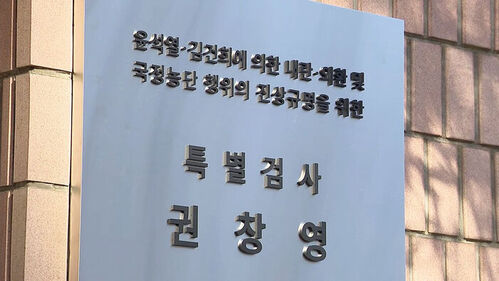 윤석열·김건희에 의한 내란·외환 및
국정농단 행위의 진상규명을 위한
특별검사
권창영